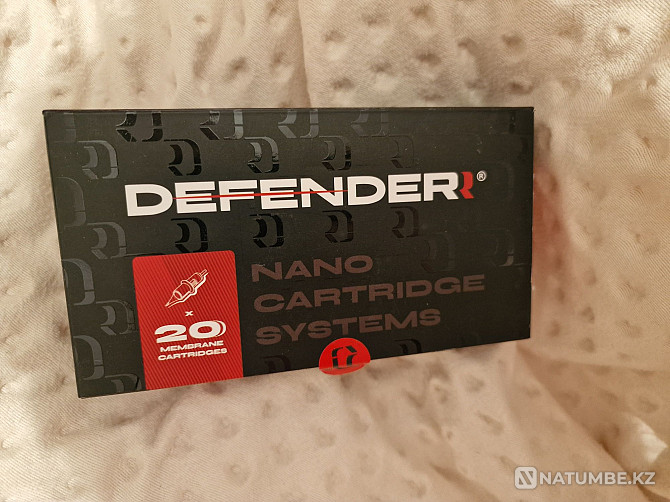 DEFENDERR®
NANO
CARTRIDGE
SYSTEMS
x
20
MEMBRANE
CARTRIDGES
NATUMBE.KZ